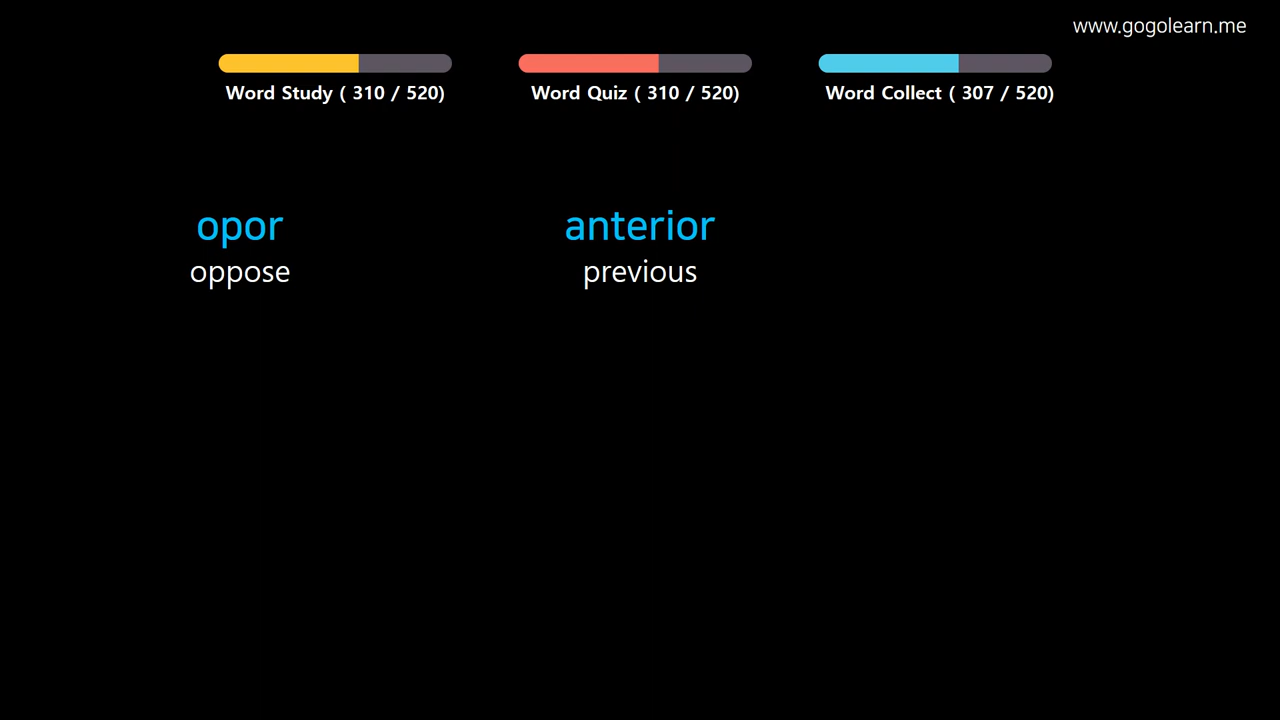 www.gogolearn.me
Word Study ( 310 / 520)
Word Quiz ( 310 / 520)
Word Collect ( 307 / 520)
opor
oppose
anterior
previous